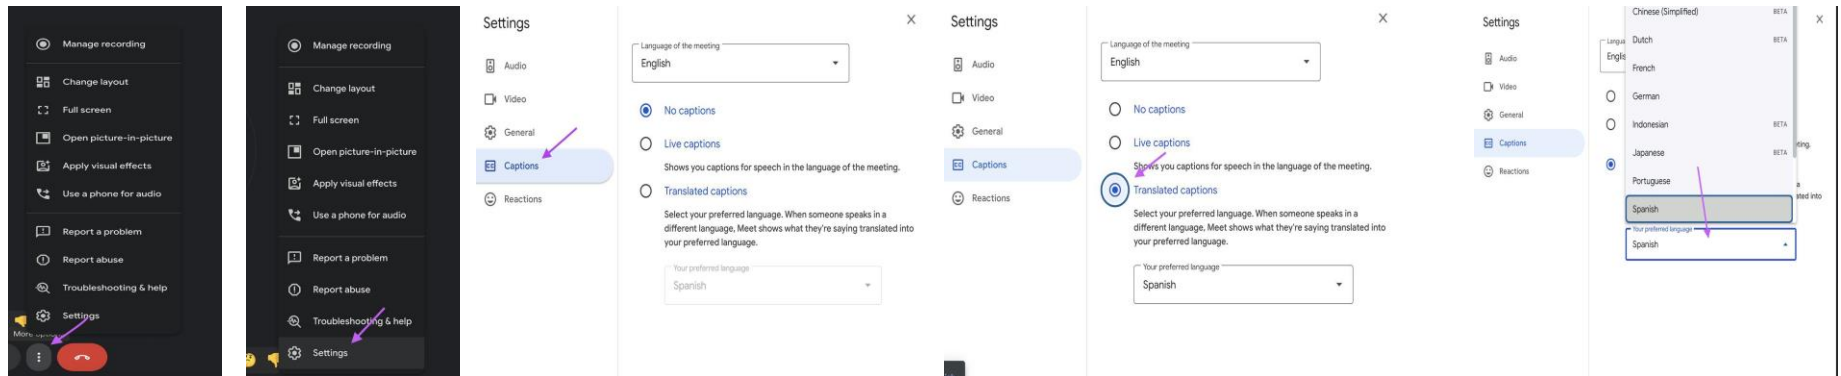 Manage recording
Change layout
Full screen
Open picture-in-picture
Apply visual effects
Use a phone for audio
Report a problem
Report abuse
Troubleshooting & help
Settings
More
Manage recording
Change layout
Full screen
Open picture-in-picture
Apply visual effects
Use a phone for audio
Report a problem
Report abuse
Troubleshooting & help
Settings
Settings
Audio
Video
General
CC Captions
Reactions
X
Language of the meeting
English
No captions
Live captions
Shows you captions for speech in the language of the meeting.
Translated captions
Select your preferred language. When someone speaks in a
different language, Meet shows what they're saying translated into
your preferred language.
Your preferred language
Spanish
Settings
Audio
Video
General
CC Captions
Reactions
X
Language of the meeting
English
No captions
Live captions
Shows you captions for speech in the language of the meeting.
Translated captions
Select your preferred language. When someone speaks in a
different language, Meet shows what they're saying translated into
your preferred language.
Your preferred language
Spanish
Settings
Audio
Video
General
CC Captions
Reactions
X
Chinese (Simplified) BETA
Dutch BETA
French
German
Indonesian BETA
Japanese BETA
Portuguese
Spanish
Your preferred language
Spanish